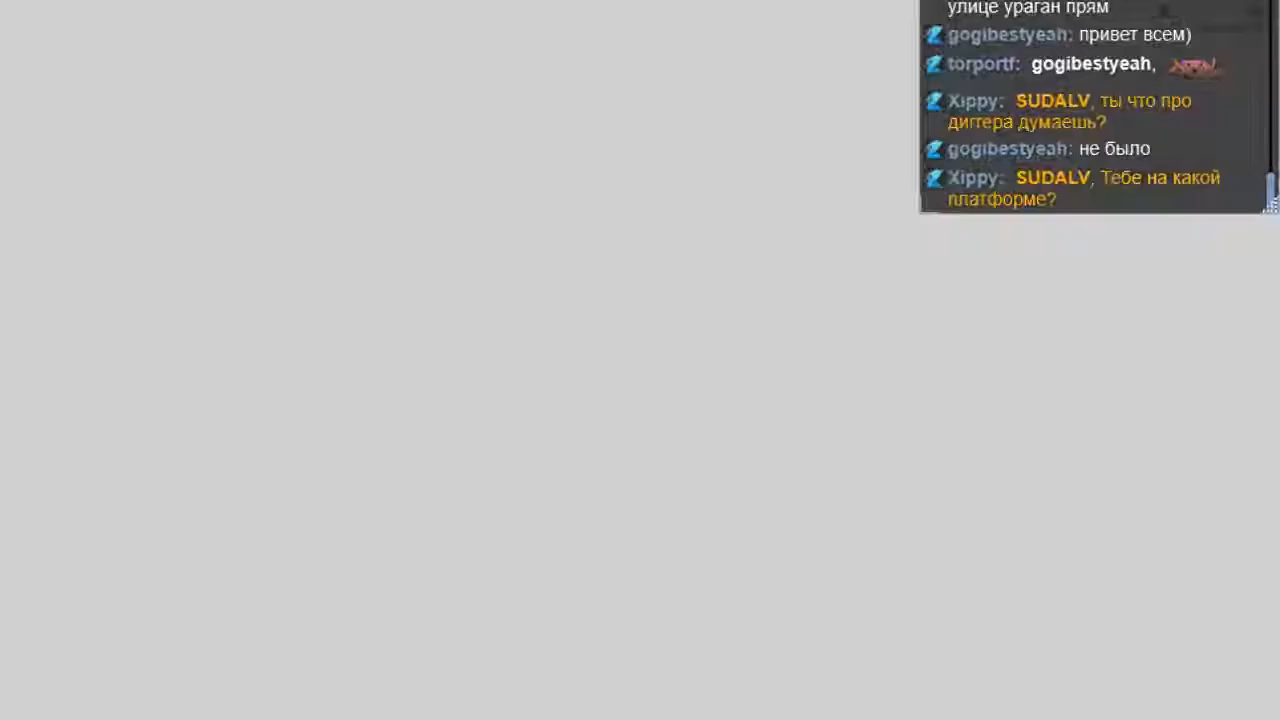 улице ураган прям
gogibestyeah: привет всем)
torportf: gogibestyeah,
Xippy: SUDALV, ты что про
диггера думаешь?
gogibestyeah: не было
Xippy: SUDALV, Тебе на какой
платформе?